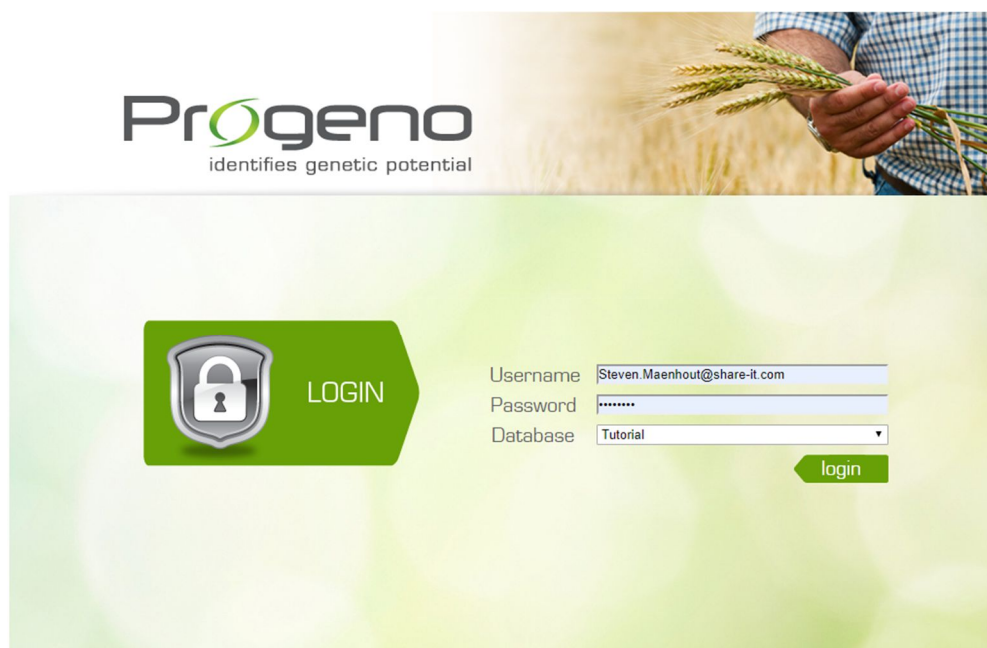 Progeno
identifies genetic potential
LOGIN
Username Steven.Maenhout@share-it.com
Password ••••••••
Database Tutorial
login